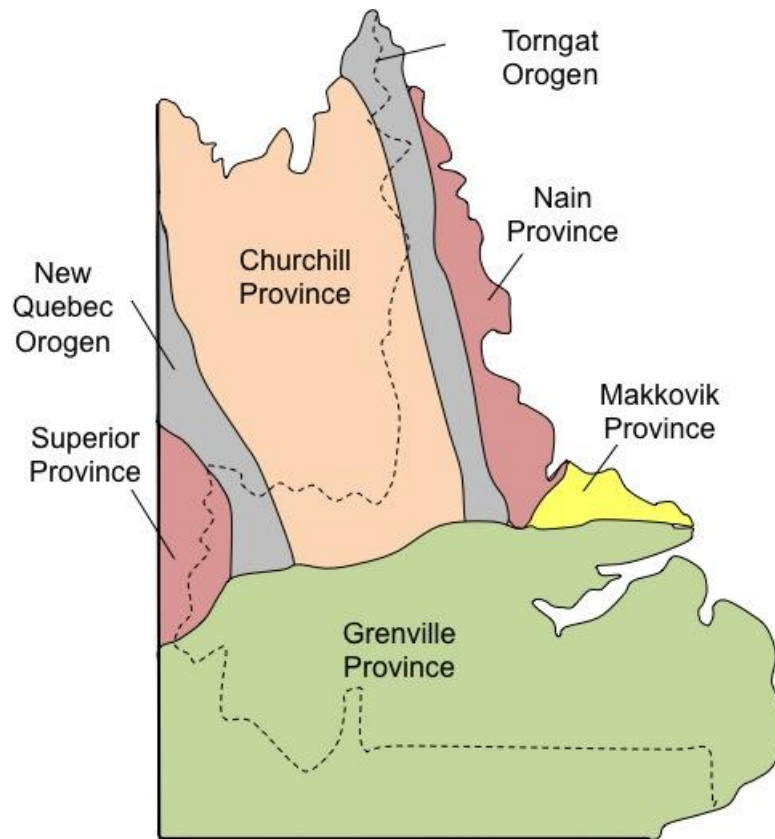 Torngat
Orogen
Nain
Province
Churchill
Province
New
Quebec
Orogen
Makkovik
Province
Superior
Province
Grenville
Province